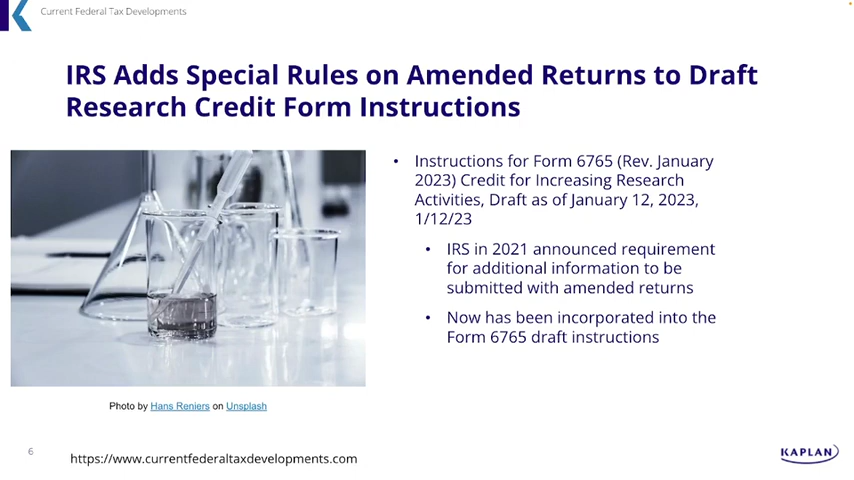 Current Federal Tax Developments
IRS Adds Special Rules on Amended Returns to Draft
Research Credit Form Instructions
• Instructions for Form 6765 (Rev. January
2023) Credit for Increasing Research
Activities, Draft as of January 12, 2023,
1/12/23
• IRS in 2021 announced requirement
for additional information to be
submitted with amended returns
• Now has been incorporated into the
Form 6765 draft instructions
Photo by Hans Reniers on Unsplash
6
https://www.currentfederaltaxdevelopments.com
KAPLAN